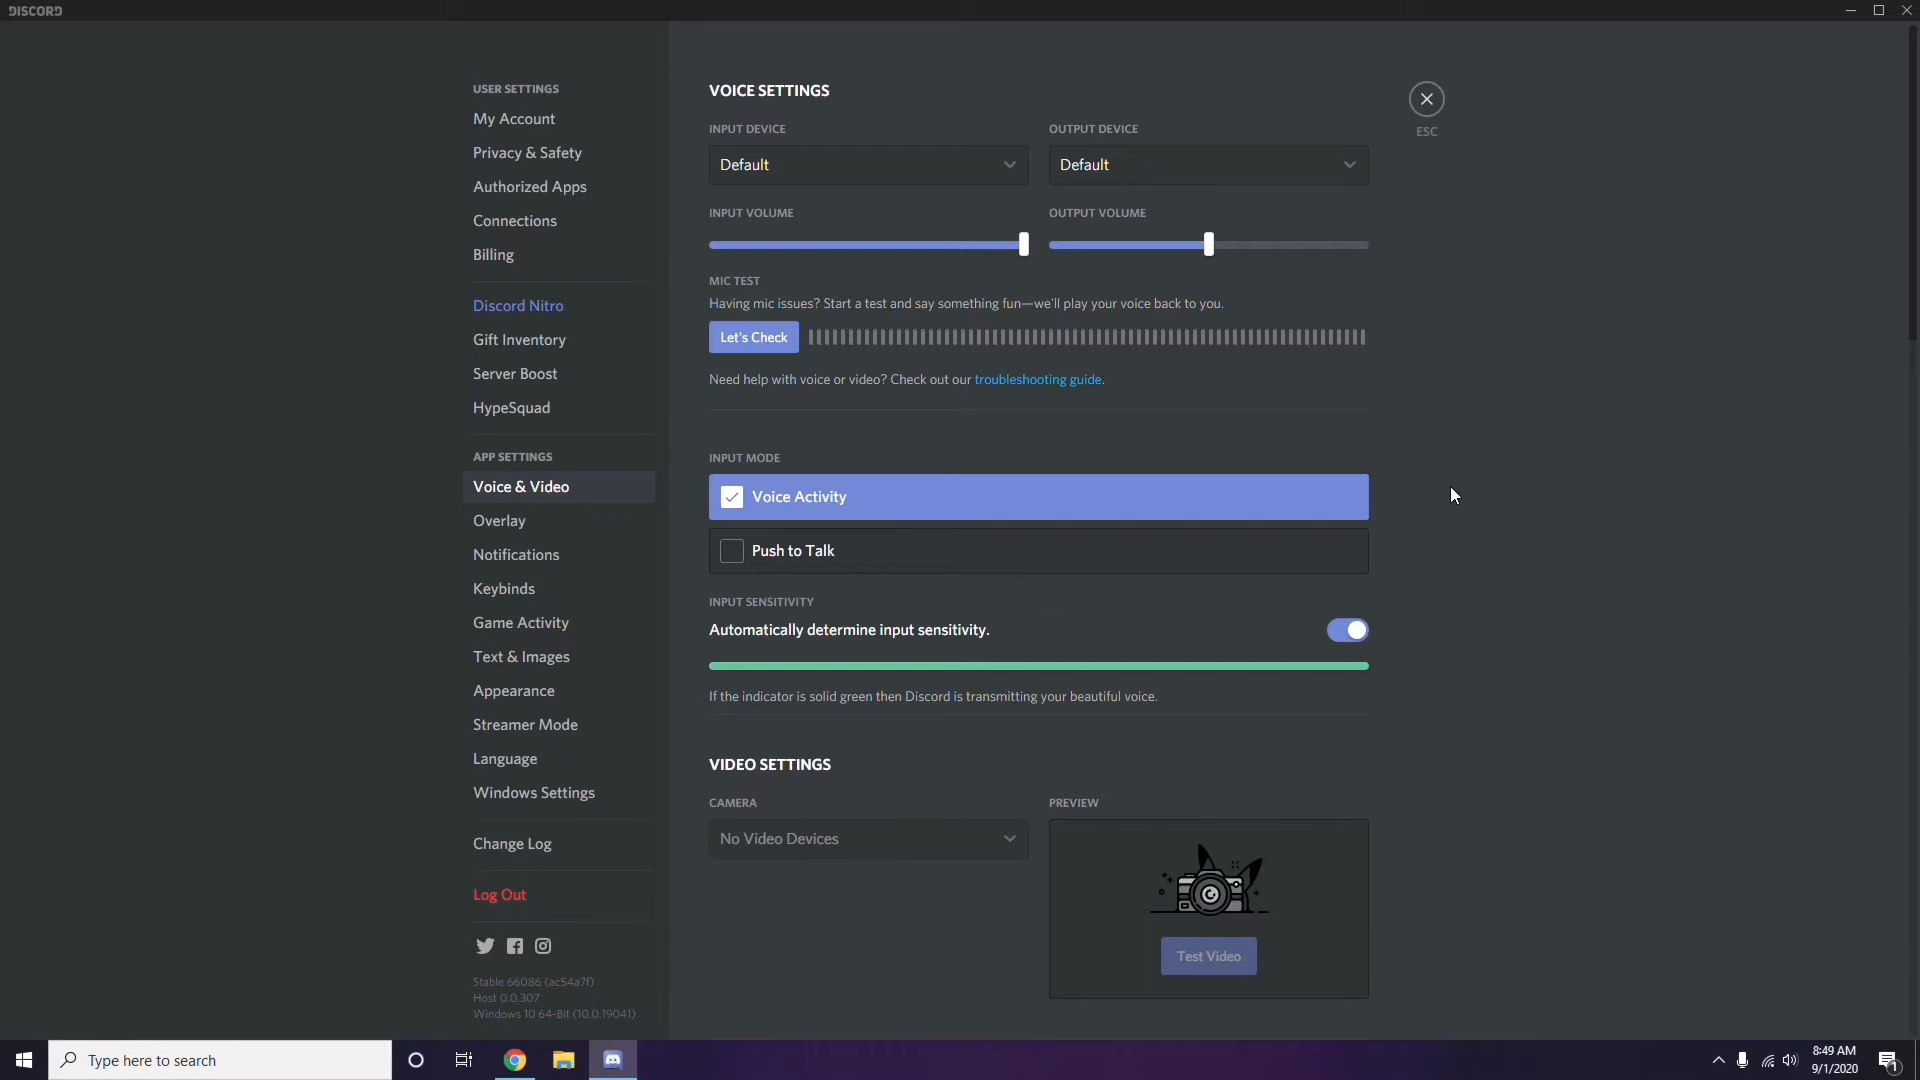 DISCORD
USER SETTINGS
My Account
Privacy & Safety
Authorized Apps
Connections
Billing
Discord Nitro
Gift Inventory
Server Boost
HypeSquad
APP SETTINGS
Voice & Video
Overlay
Notifications
Keybinds
Game Activity
Text & Images
Appearance
Streamer Mode
Language
Windows Settings
Change Log
Log Out
Stable 66086 (ac54a7f)
Host 0.0.307
Windows 10 64-Bit (10.0.19041)
VOICE SETTINGS
INPUT DEVICE
Default
OUTPUT DEVICE
Default
INPUT VOLUME
OUTPUT VOLUME
MIC TEST
Having mic issues? Start a test and say something fun—we'll play your voice back to you.
Let's Check
Need help with voice or video? Check out our troubleshooting guide.
INPUT MODE
Voice Activity
Push to Talk
INPUT SENSITIVITY
Automatically determine input sensitivity.
If the indicator is solid green then Discord is transmitting your beautiful voice.
VIDEO SETTINGS
CAMERA
No Video Devices
PREVIEW
Test Video
ESC
Type here to search
8:49 AM
9/1/2020
1